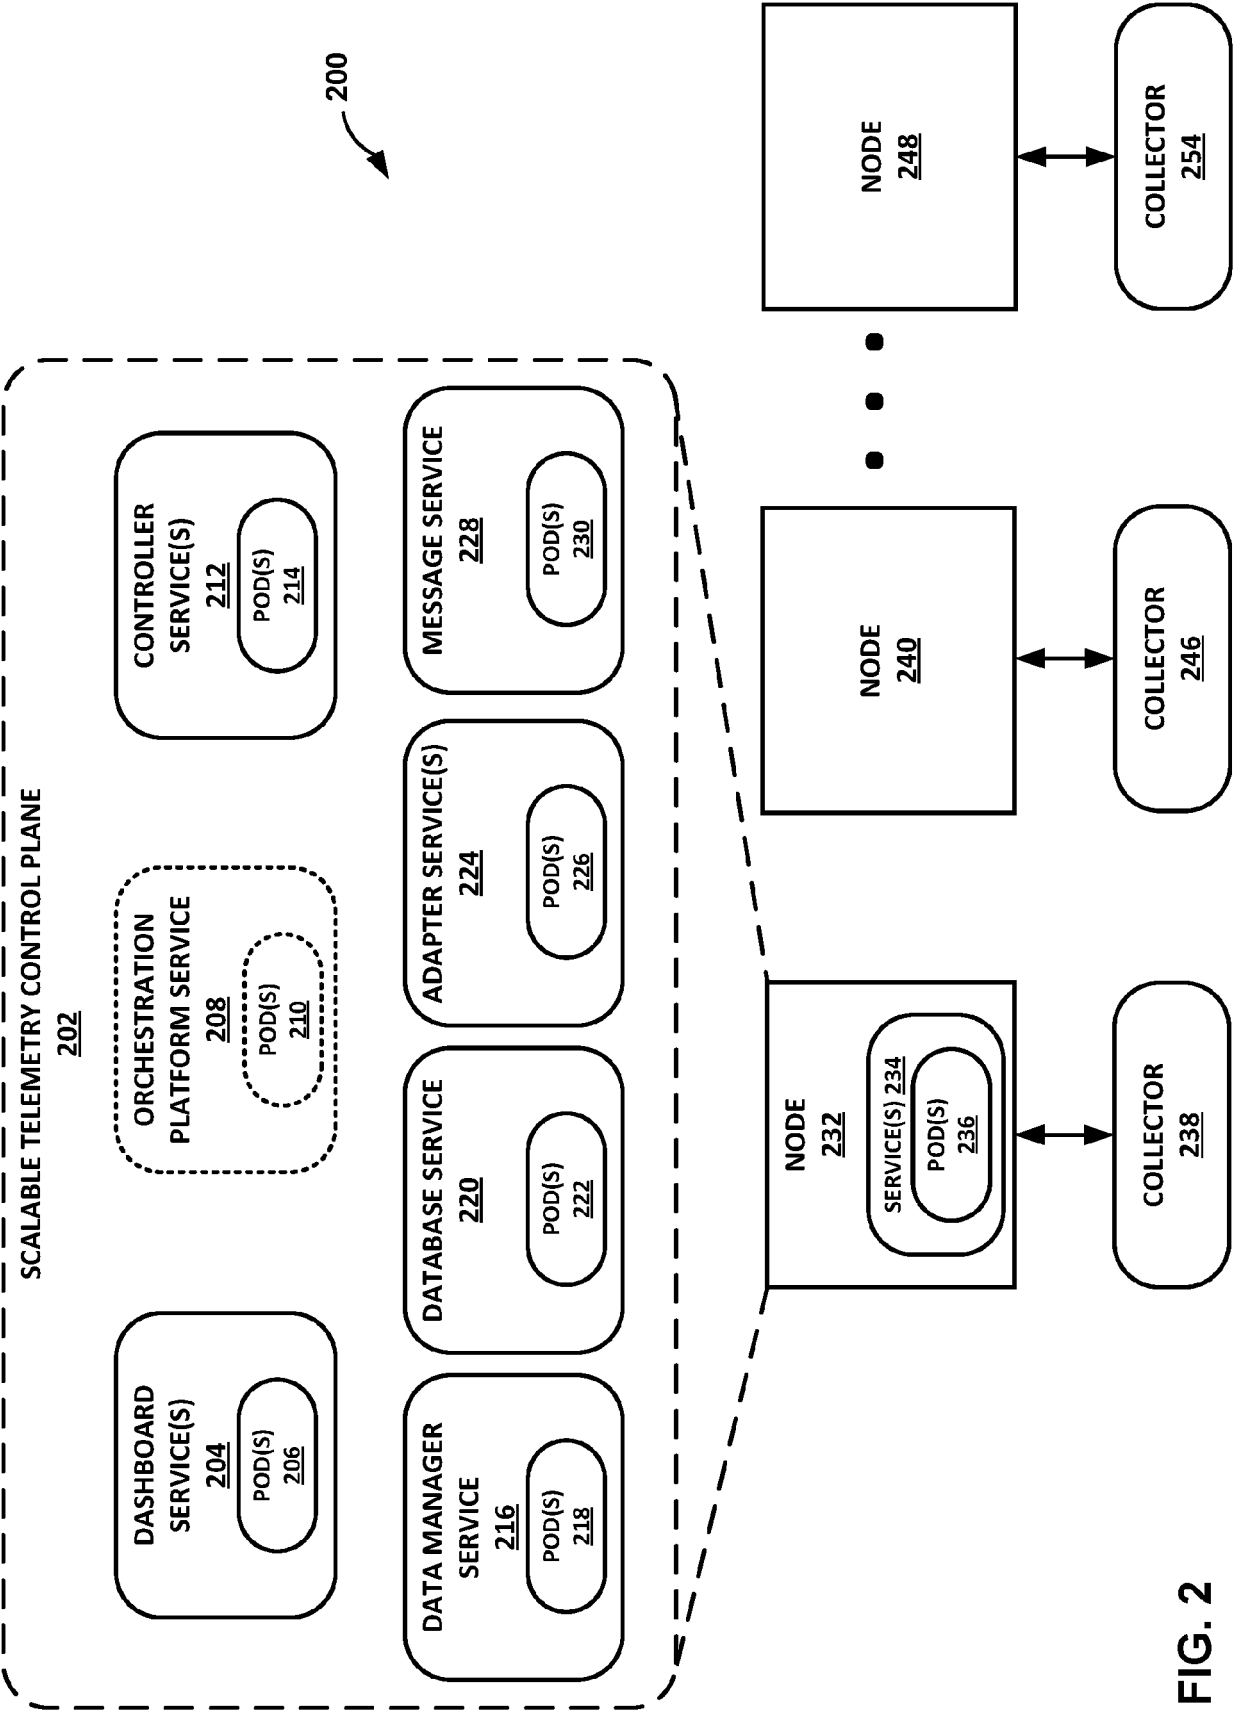 200
SCALABLE TELEMETRY CONTROL PLANE
202
DASHBOARD
SERVICE(S)
204
POD(S)
206
ORCHESTRATION
PLATFORM SERVICE
208
POD(S)
210
CONTROLLER
SERVICE(S)
212
POD(S)
214
DATA MANAGER
SERVICE
216
POD(S)
218
DATABASE SERVICE
220
POD(S)
222
ADAPTER SERVICE(S)
224
POD(S)
226
MESSAGE SERVICE
228
POD(S)
230
NODE
232
SERVICE(S) 234
POD(S)
236
NODE
240
NODE
248
COLLECTOR
238
COLLECTOR
246
COLLECTOR
254
FIG. 2